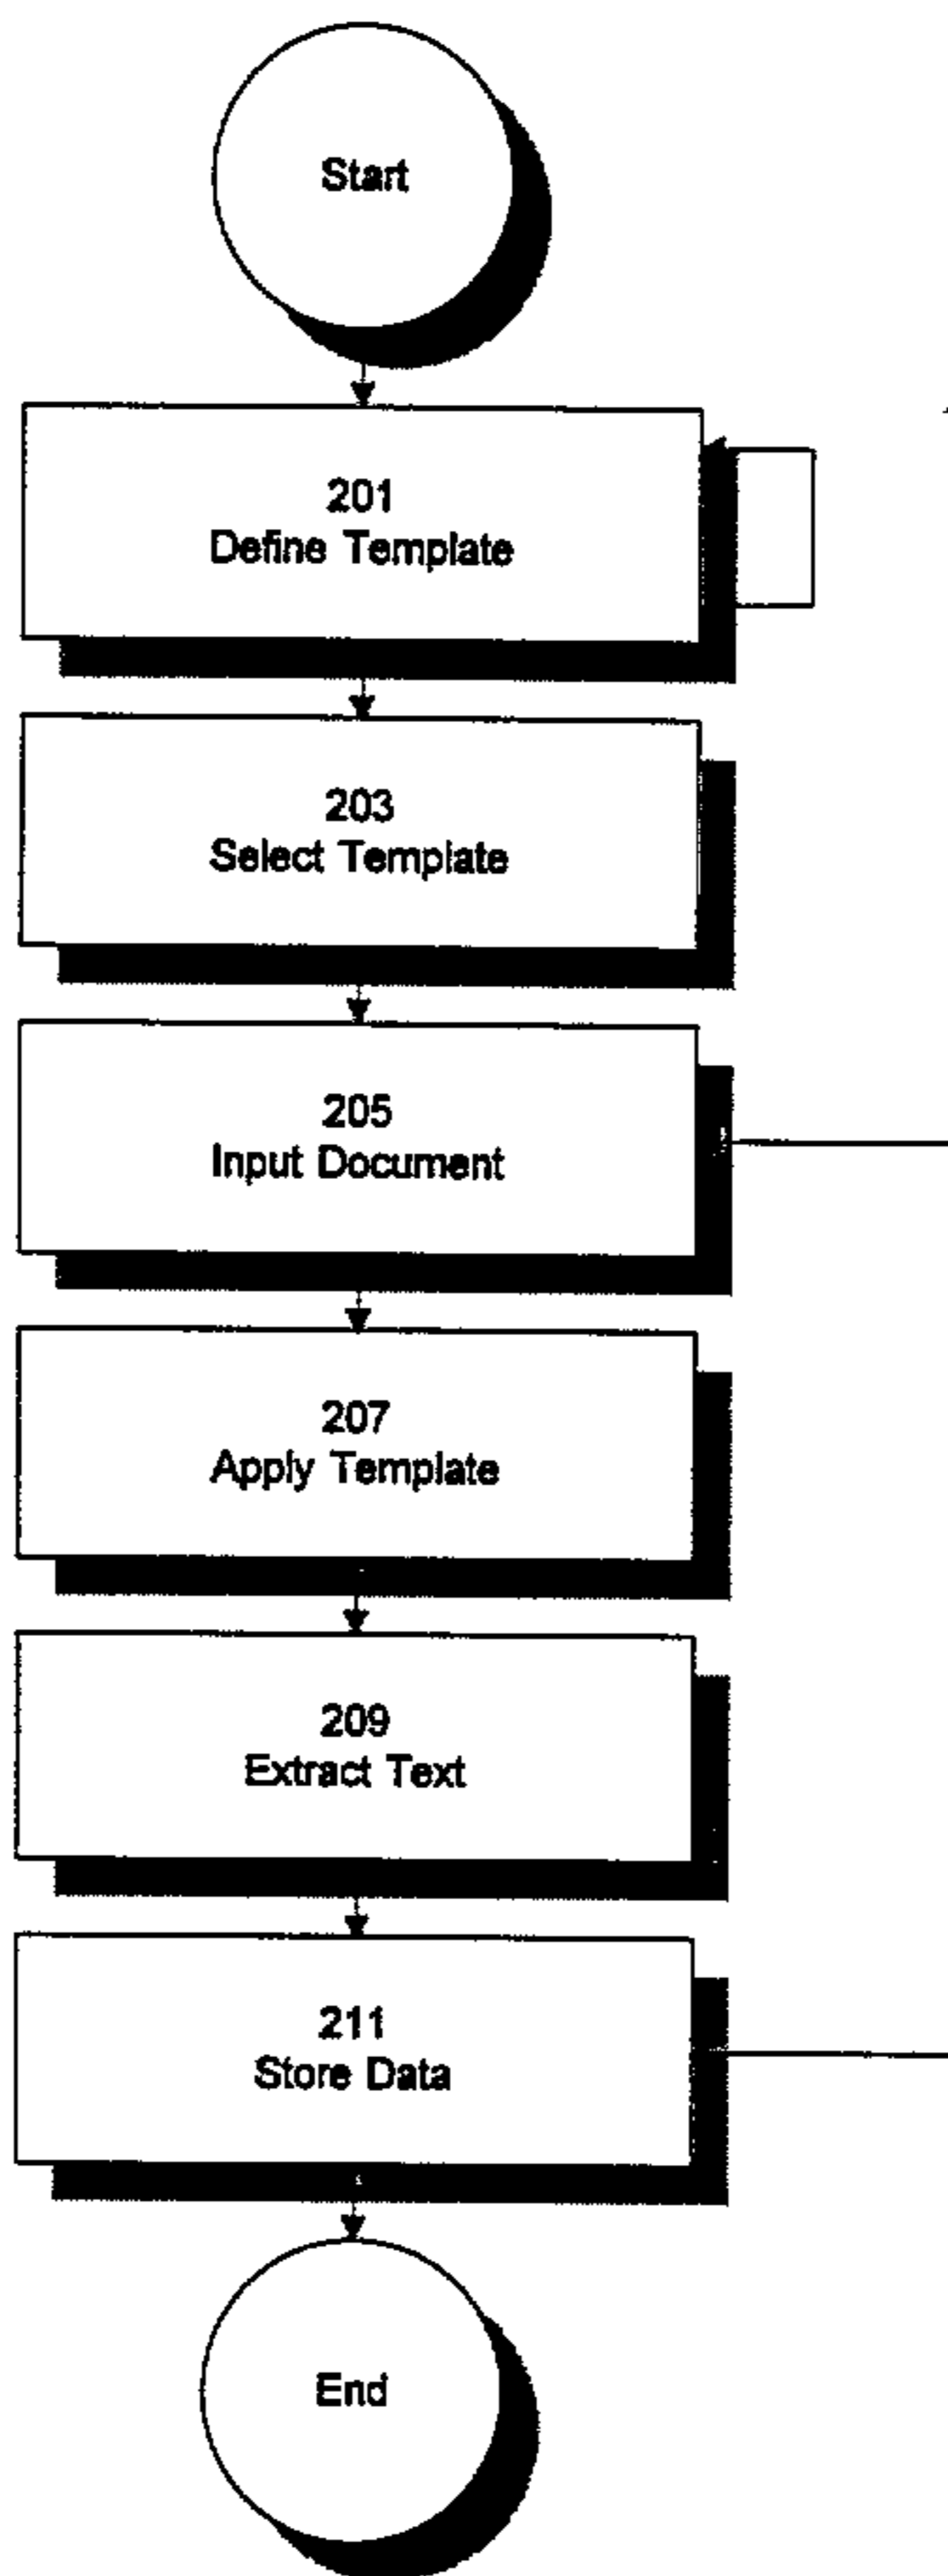 Start
201
Define Template
203
Select Template
205
Input Document
207
Apply Template
209
Extract Text
211
Store Data
End